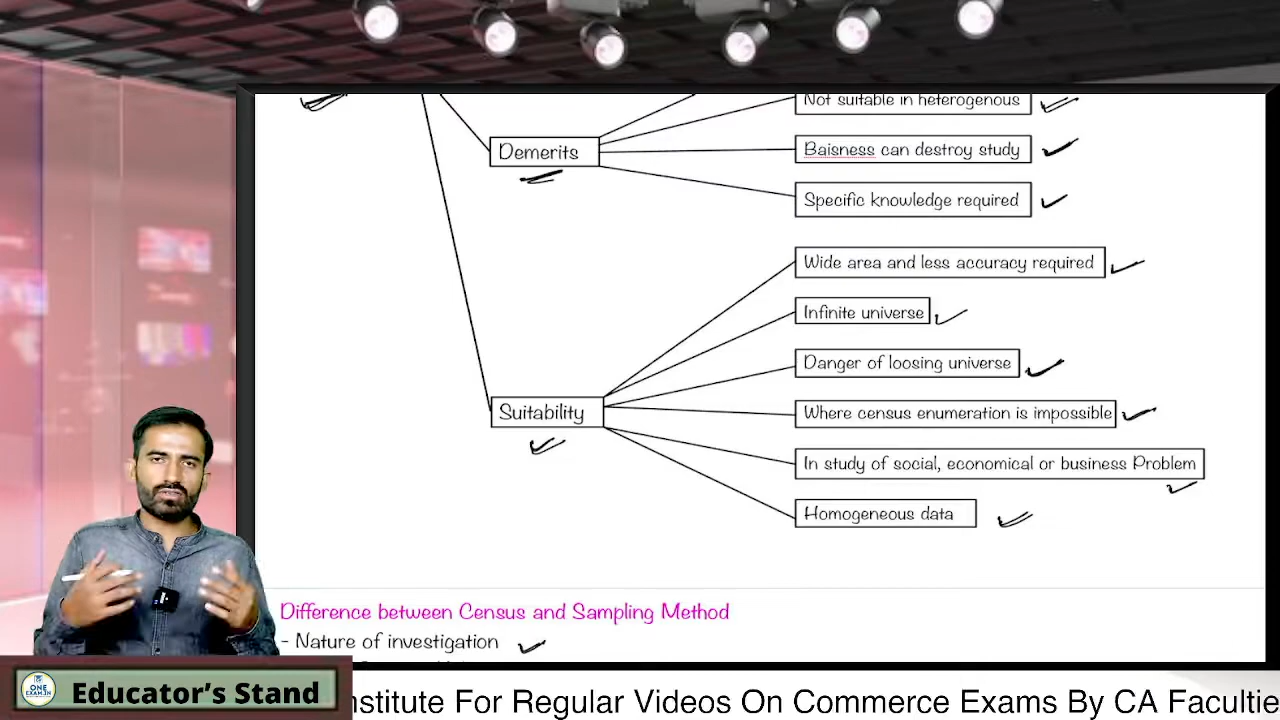 Not suitable in heterogenous
Demerits
Baisness can destroy study
Specific knowledge required
Wide area and less accuracy required
Infinite universe
Danger of loosing universe
Suitability
Where census enumeration is impossible
In study of social, economical or business Problem
Homogeneous data
Difference between Census and Sampling Method
- Nature of investigation
ONE
EXAM.IN
Educator's Stand
nstitute For Regular Videos On Commerce Exams By CA Facultie